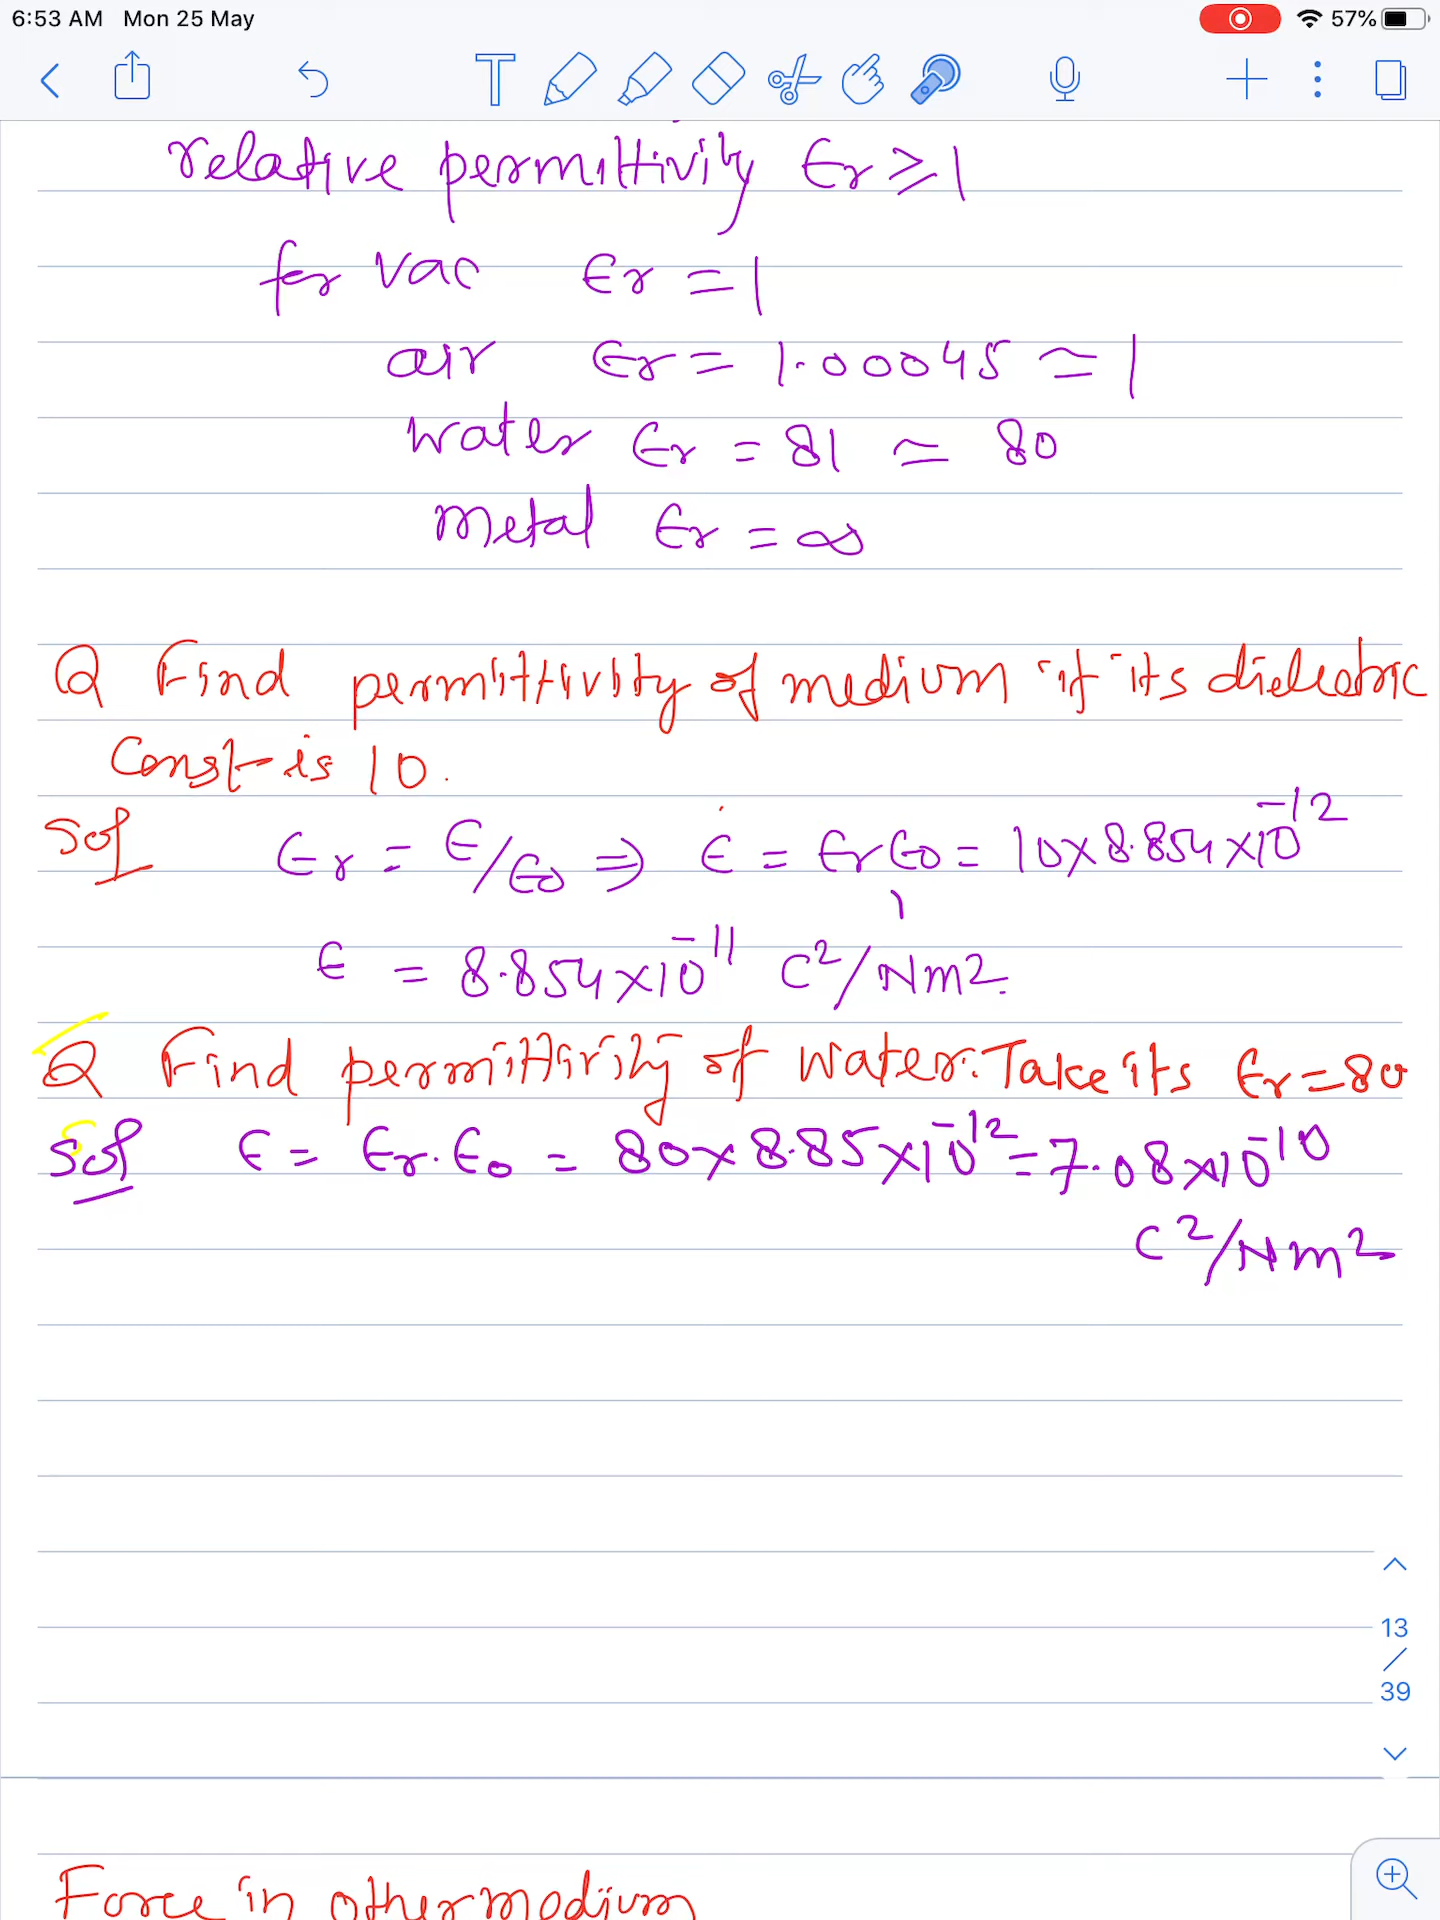 6:53 AM Mon 25 May 57%
T
relative permittivity ϵr ≥ 1
for vac ϵr = 1
air ϵr = 1.00045 ≃ 1
water ϵr = 81 ≃ 80
metal ϵr = ∞
Q Find permittivity of medium if its dielectric
Const is 10.
Sol ϵr = ϵ/ϵ0 ⇒ ϵ = ϵrϵ0 = 10×8.854×10⁻¹²
ϵ = 8.854×10⁻¹¹ C²/Nm2.
Q Find permittivity of water. Take its ϵr = 80
Sol ϵ = ϵr.ϵ0 = 80×8.85×10⁻¹² = 7.08×10⁻¹⁰
C²/Nm²
13
/
39
Force in other medium